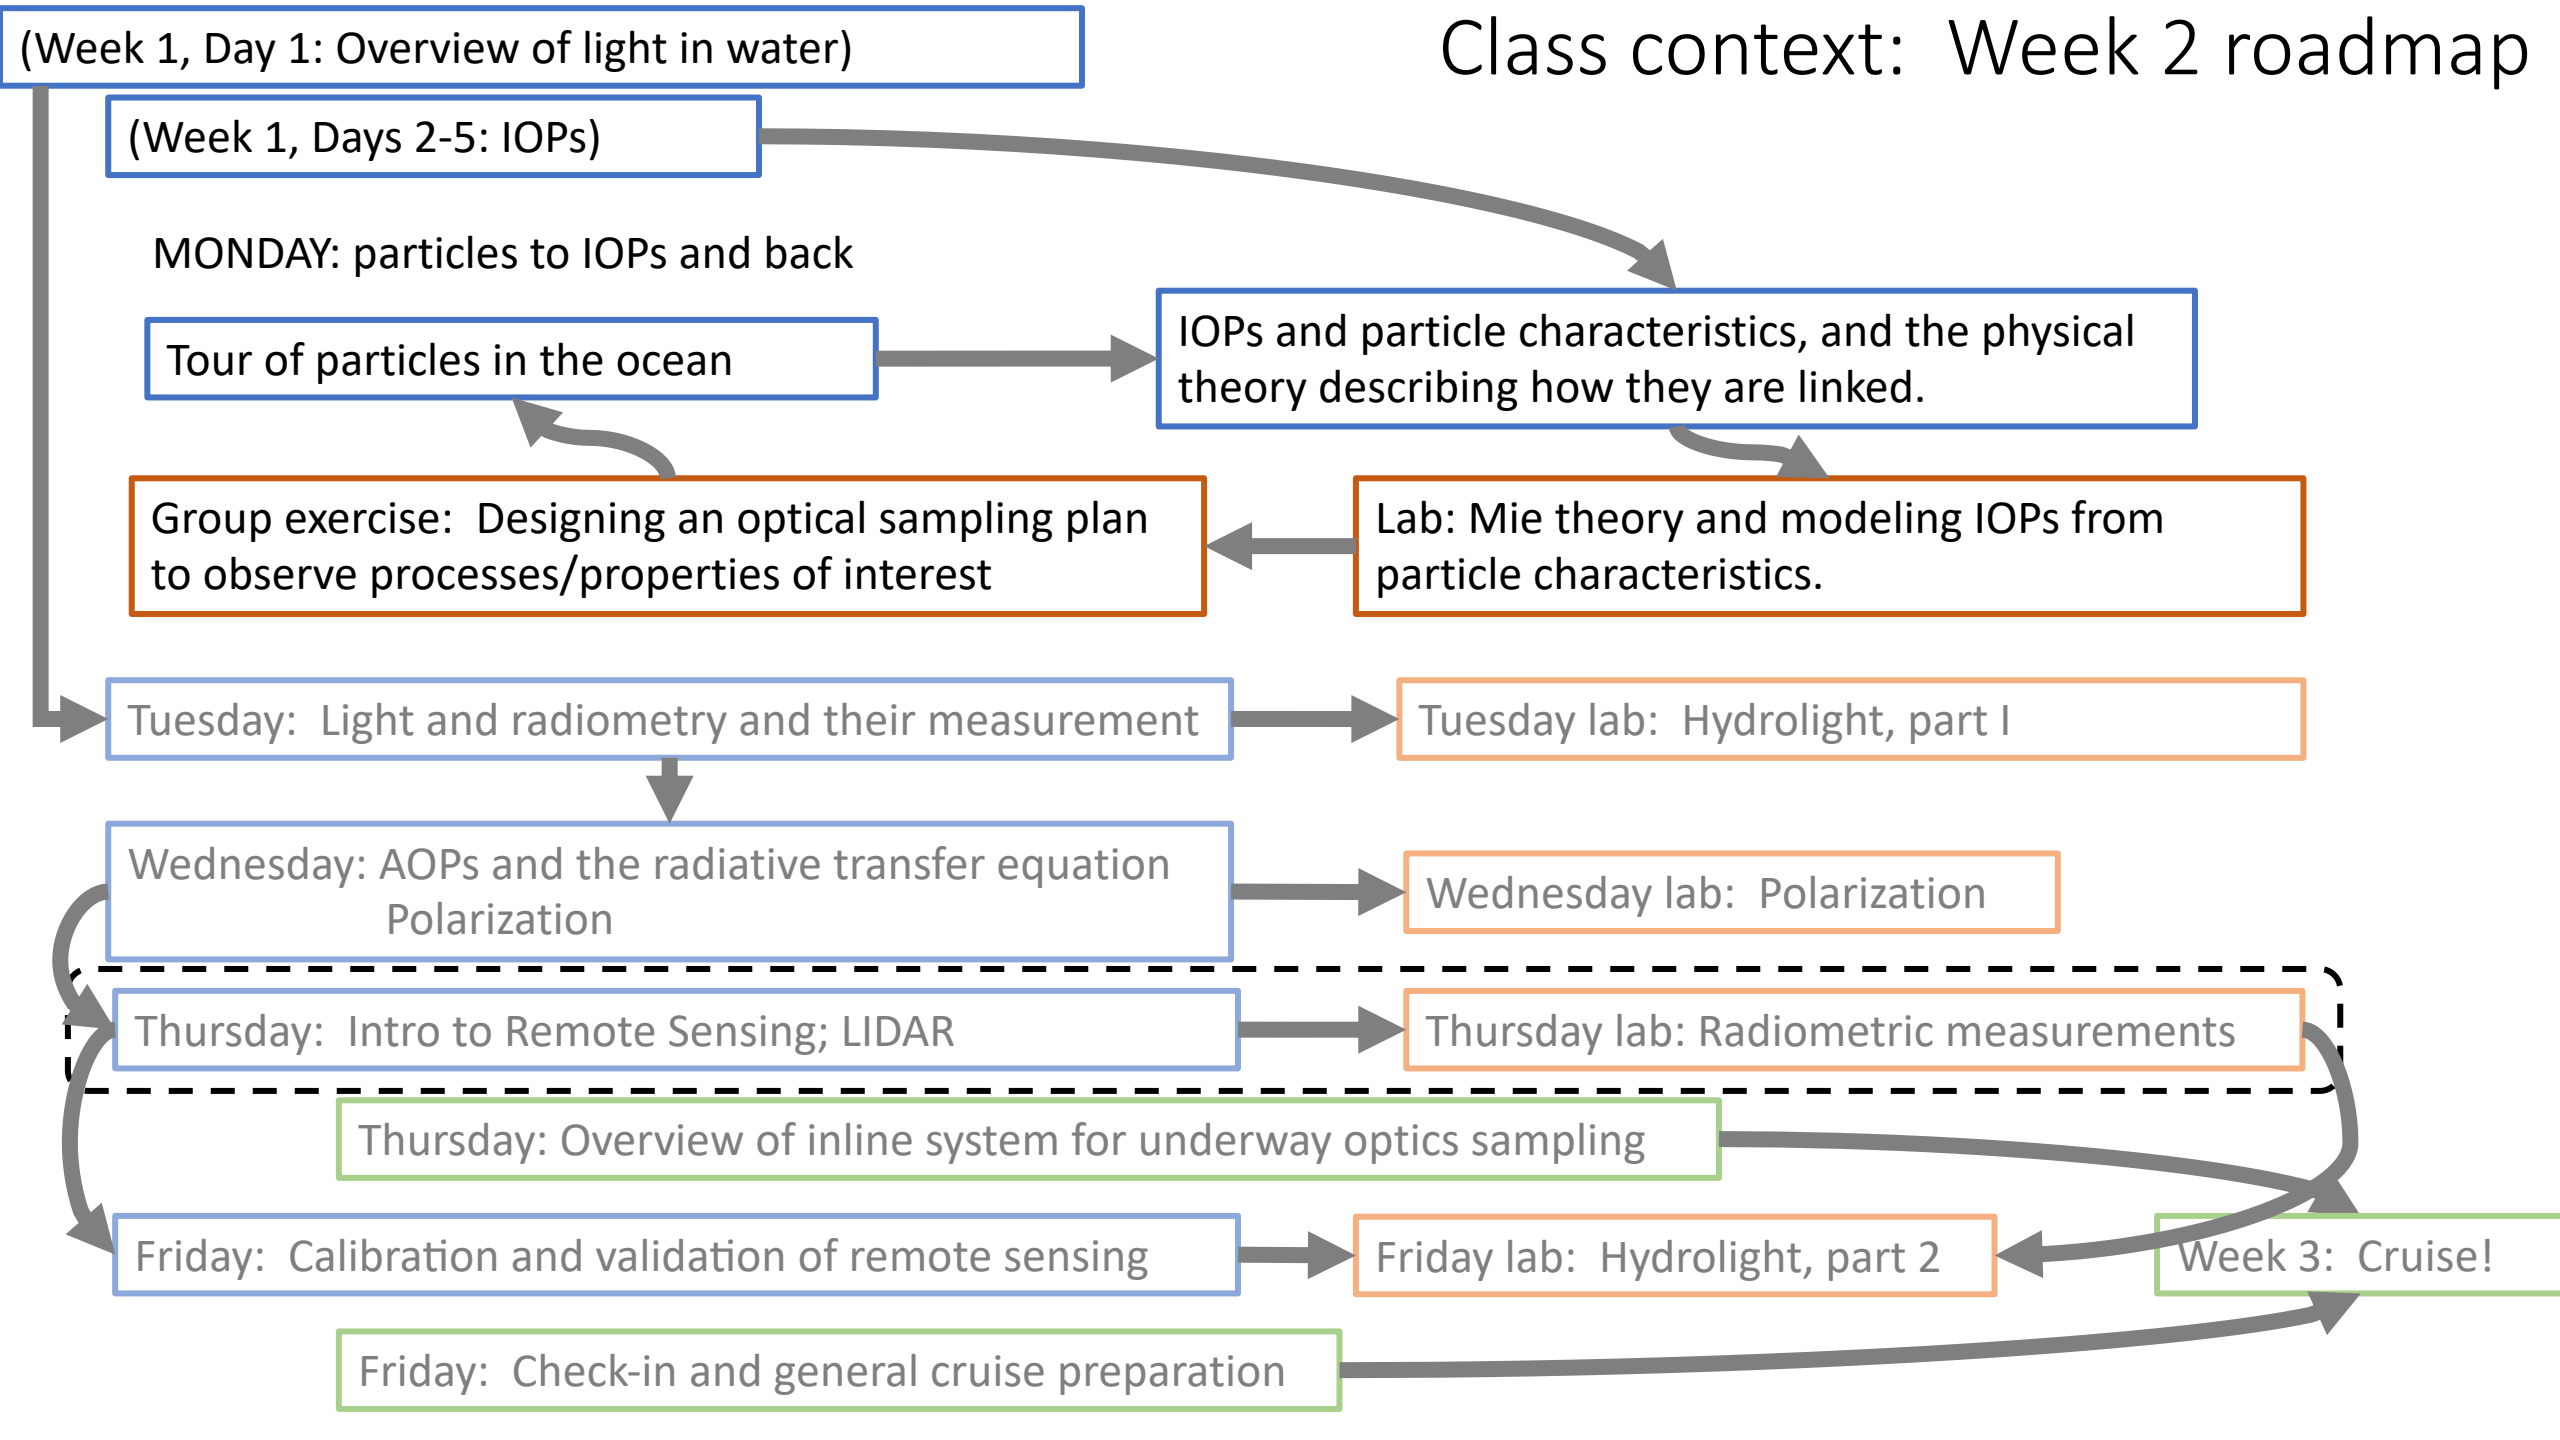 Class context: Week 2 roadmap
(Week 1, Day 1: Overview of light in water)
(Week 1, Days 2-5: IOPs)
MONDAY: particles to IOPs and back
Tour of particles in the ocean
IOPs and particle characteristics, and the physical
theory describing how they are linked.
Group exercise: Designing an optical sampling plan
to observe processes/properties of interest
Lab: Mie theory and modeling IOPs from
particle characteristics.
Tuesday: Light and radiometry and their measurement
Tuesday lab: Hydrolight, part I
Wednesday: AOPs and the radiative transfer equation
Polarization
Wednesday lab: Polarization
Thursday: Intro to Remote Sensing; LIDAR
Thursday lab: Radiometric measurements
Thursday: Overview of inline system for underway optics sampling
Friday: Calibration and validation of remote sensing
Friday lab: Hydrolight, part 2
Week 3: Cruise!
Friday: Check-in and general cruise preparation